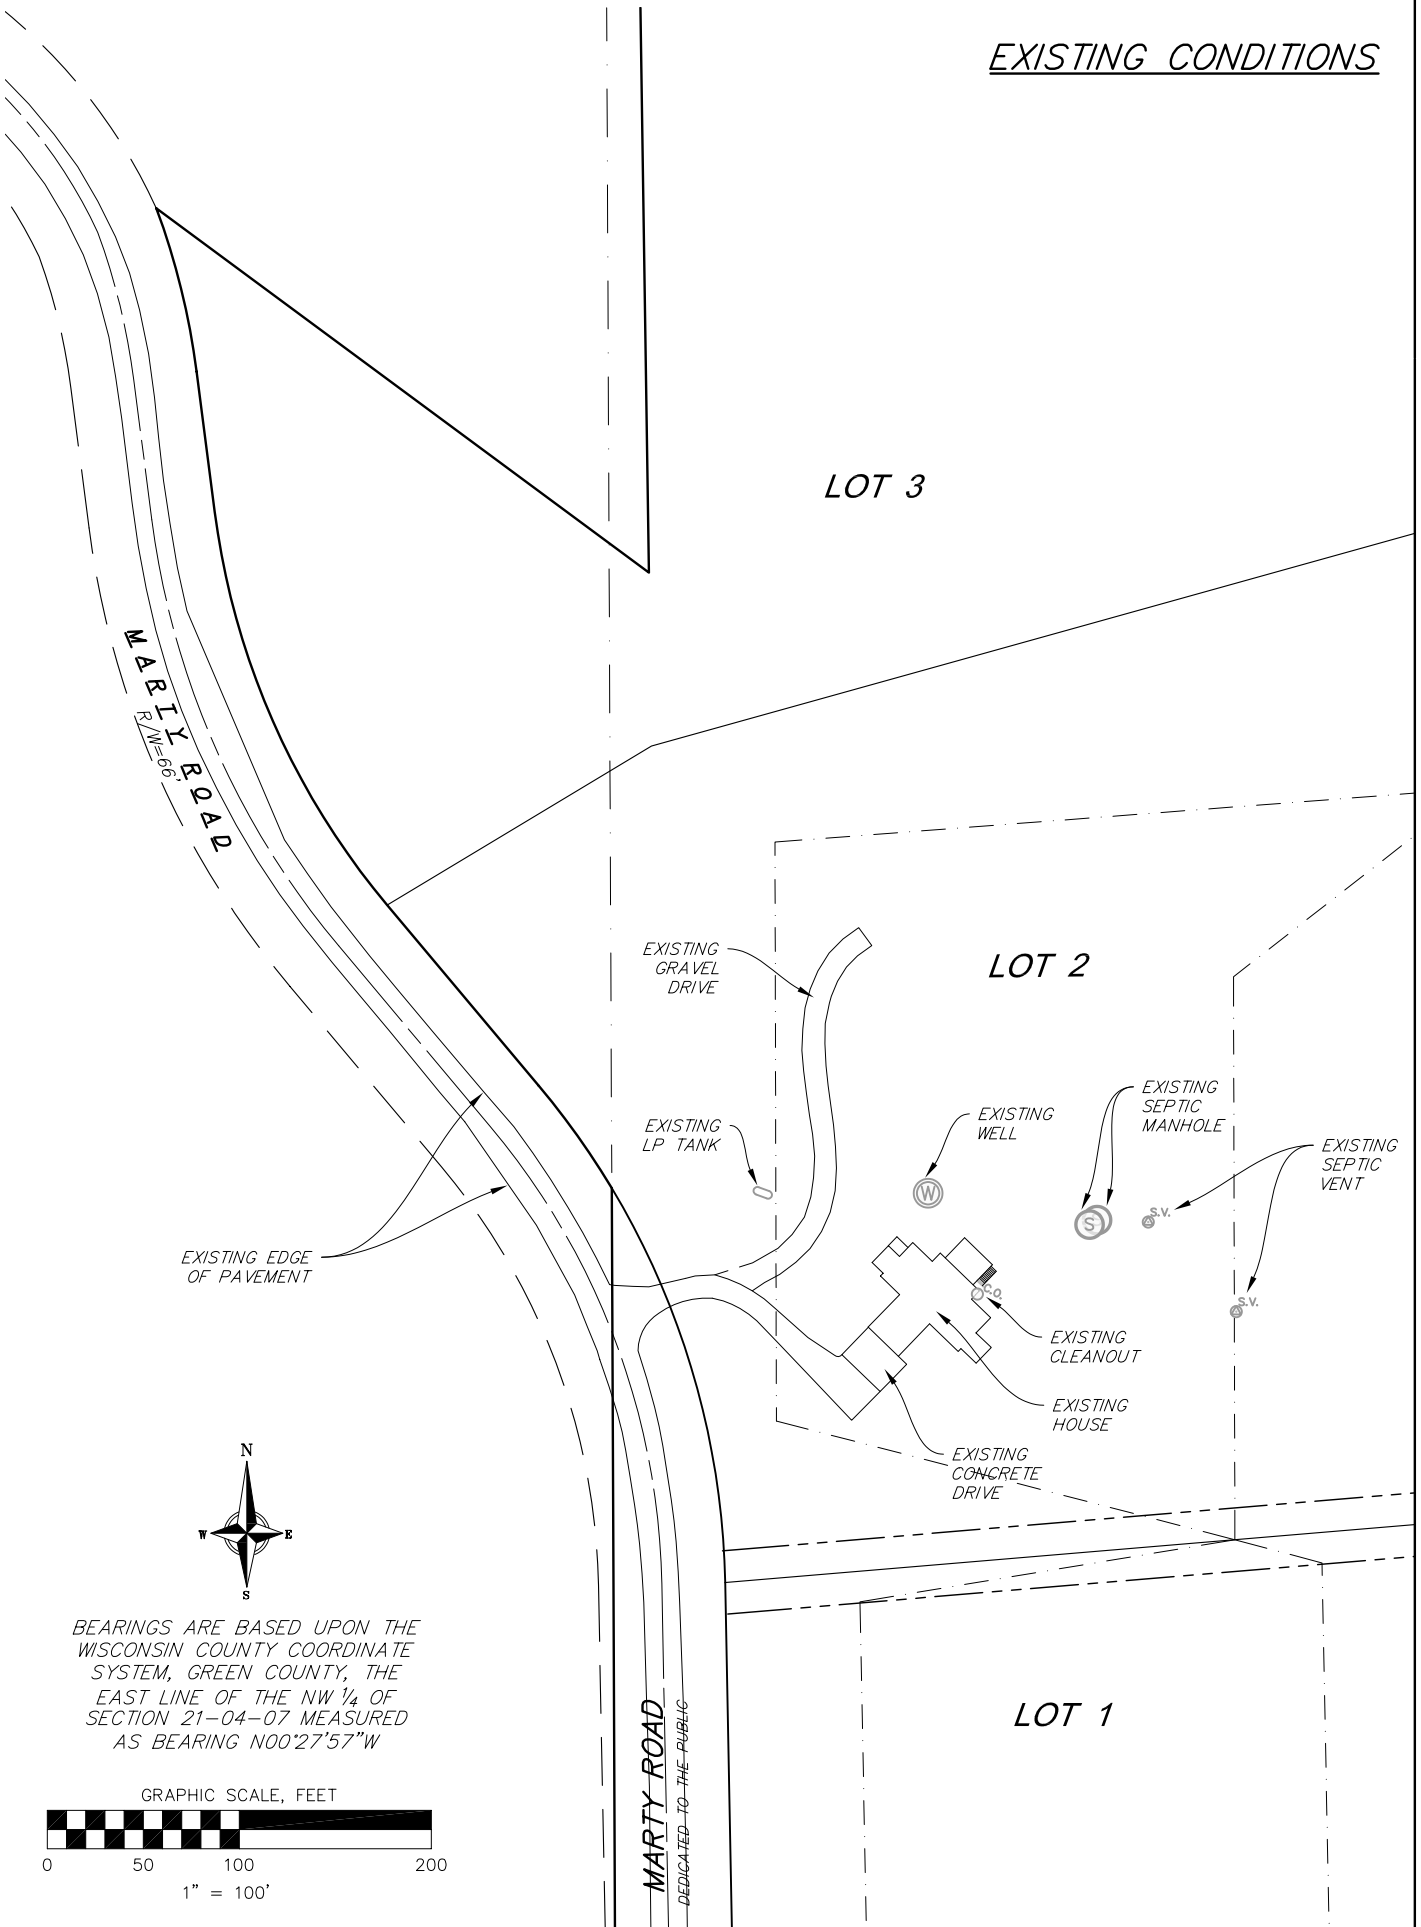 EXISTING CONDITIONS
LOT 3
MARTY ROAD
R/W=66'
EXISTING
GRAVEL
DRIVE
LOT 2
EXISTING
LP TANK
EXISTING
WELL
W
EXISTING
SEPTIC
MANHOLE
S
EXISTING
SEPTIC
VENT
S.V.
S.V.
EXISTING EDGE
OF PAVEMENT
C.O.
EXISTING
CLEANOUT
EXISTING
HOUSE
EXISTING
CONCRETE
DRIVE
N
W
E
S
BEARINGS ARE BASED UPON THE
WISCONSIN COUNTY COORDINATE
SYSTEM, GREEN COUNTY, THE
EAST LINE OF THE NW ¼ OF
SECTION 21-04-07 MEASURED
AS BEARING N00°27'57"W
LOT 1
MARTY ROAD
DEDICATED TO THE PUBLIC
GRAPHIC SCALE, FEET
0 50 100 200
1" = 100'